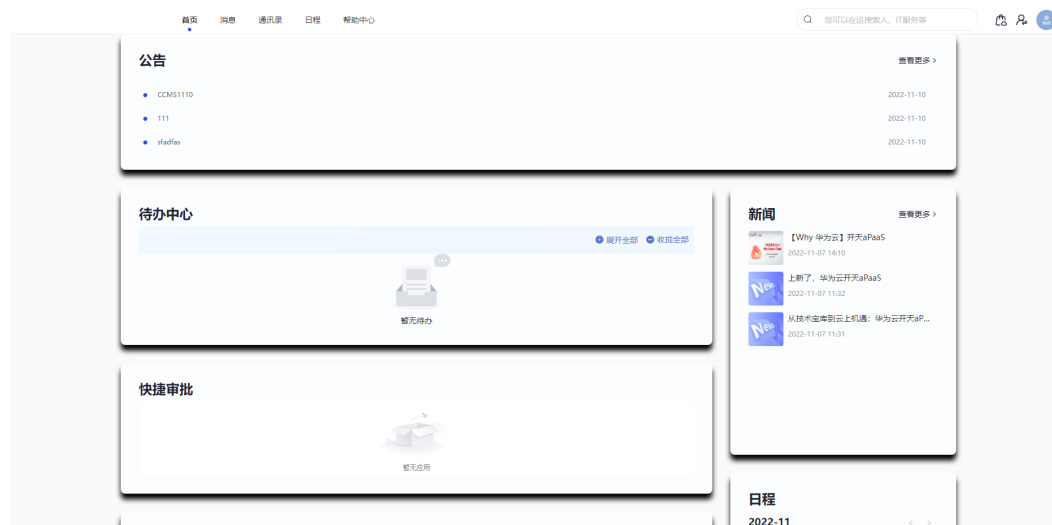 首页 消息 通讯录 日程 帮助中心
您可以在这搜索人、IT服务等
公告
查看更多 >
CCMS1110 2022-11-10
111 2022-11-10
sfadfas 2022-11-10
待办中心
展开全部 收拢全部
暂无待办
新闻
查看更多 >
【Why 华为云】开天aPaaS
2022-11-07 14:10
New
上新了，华为云开天aPaaS
2022-11-07 11:32
New
从技术宝库到云上机遇：华为云开天aP...
2022-11-07 11:31
快捷审批
暂无应用
日程
2022-11